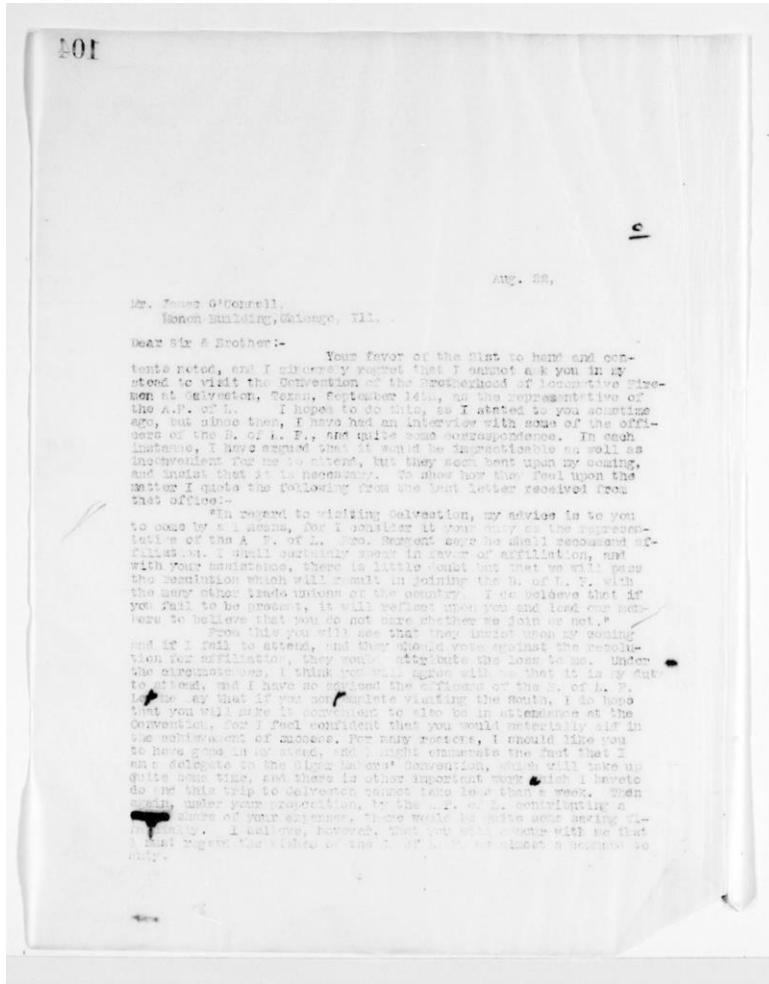 104
c
Aug. 22,
Mr. James O'Connell,
Monon Building, Chicago, Ill.
Dear Sir & Brother:-
Your favor of the 21st to hand and con-
tents noted, and I sincerely regret that I cannot ask you in my
stead to visit the Convention of the Brotherhood of Locomotive Fire-
men at Galveston, Texas, September 14th, as the representative of
the A.F. of L. I hoped to do this, as I stated to you sometime
ago, but since then, I have had an interview with some of the offi-
cers of the B. of L. F., and quite some correspondence. In each
instance, I have argued that it would be impracticable as well as
inconvenient for me to attend, but they seem bent upon my coming,
and insist that it is necessary. To show how they feel upon the
matter I quote the following from the last letter received from
that office:-
"In regard to visiting Galvestion, my advice is to you
to come by all means, for I consider it your duty as the represen-
tative of the A. F. of L. Bro. Sargent says he shall recommend af-
filiation. I shall certainly speak in favor of affiliation, and
with your assistance, there is little doubt but that we will pass
the resolution which will result in joining the B. of L. F. with
the many other trade unions of the country. I do beleeve that if
you fail to be present, it will reflect upon you and lead our mem-
bers to believe that you do not care whether we join or not."
From this you will see that they insist upon my coming
and if I fail to attend, and they should vote against the resolu-
tion for affiliation, they would attribute the loss to me. Under
the circumstances, I think you will agree with me that it is my duty
to attend, and I have so advised the officers of the B. of L. F.
Let me say that if you contemplate visiting the South, I do hope
that you will make it convenient to also be in attendance at the
Convention, for I feel confident that you would materially aid in
the achievement of success. For many reasons, I should like you
to have gone in my stead, and I might enumerate the fact that I
am a delegate to the Cigar Makers' Convention, which will take up
quite some time, and there is other important work which I haveto
do and this trip to Galveston cannot take less than a week. Then
again, under your proposition, by the A.F. of L. contributing a
share of your expenses, there would be quite some saving fi-
nancially. I believe, however, that you will concur with me that
I must regard the wishes of the B. of L. F. as almost a command to
duty.